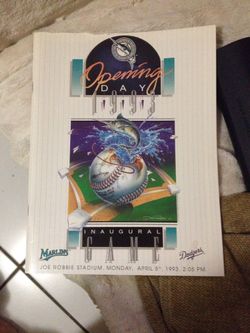 Opening
DAY
1993
INAUGURAL
GAME
MARLINS
Dodgers
JOE ROBBIE STADIUM, MONDAY, APRIL 5th, 1993, 2:05 PM